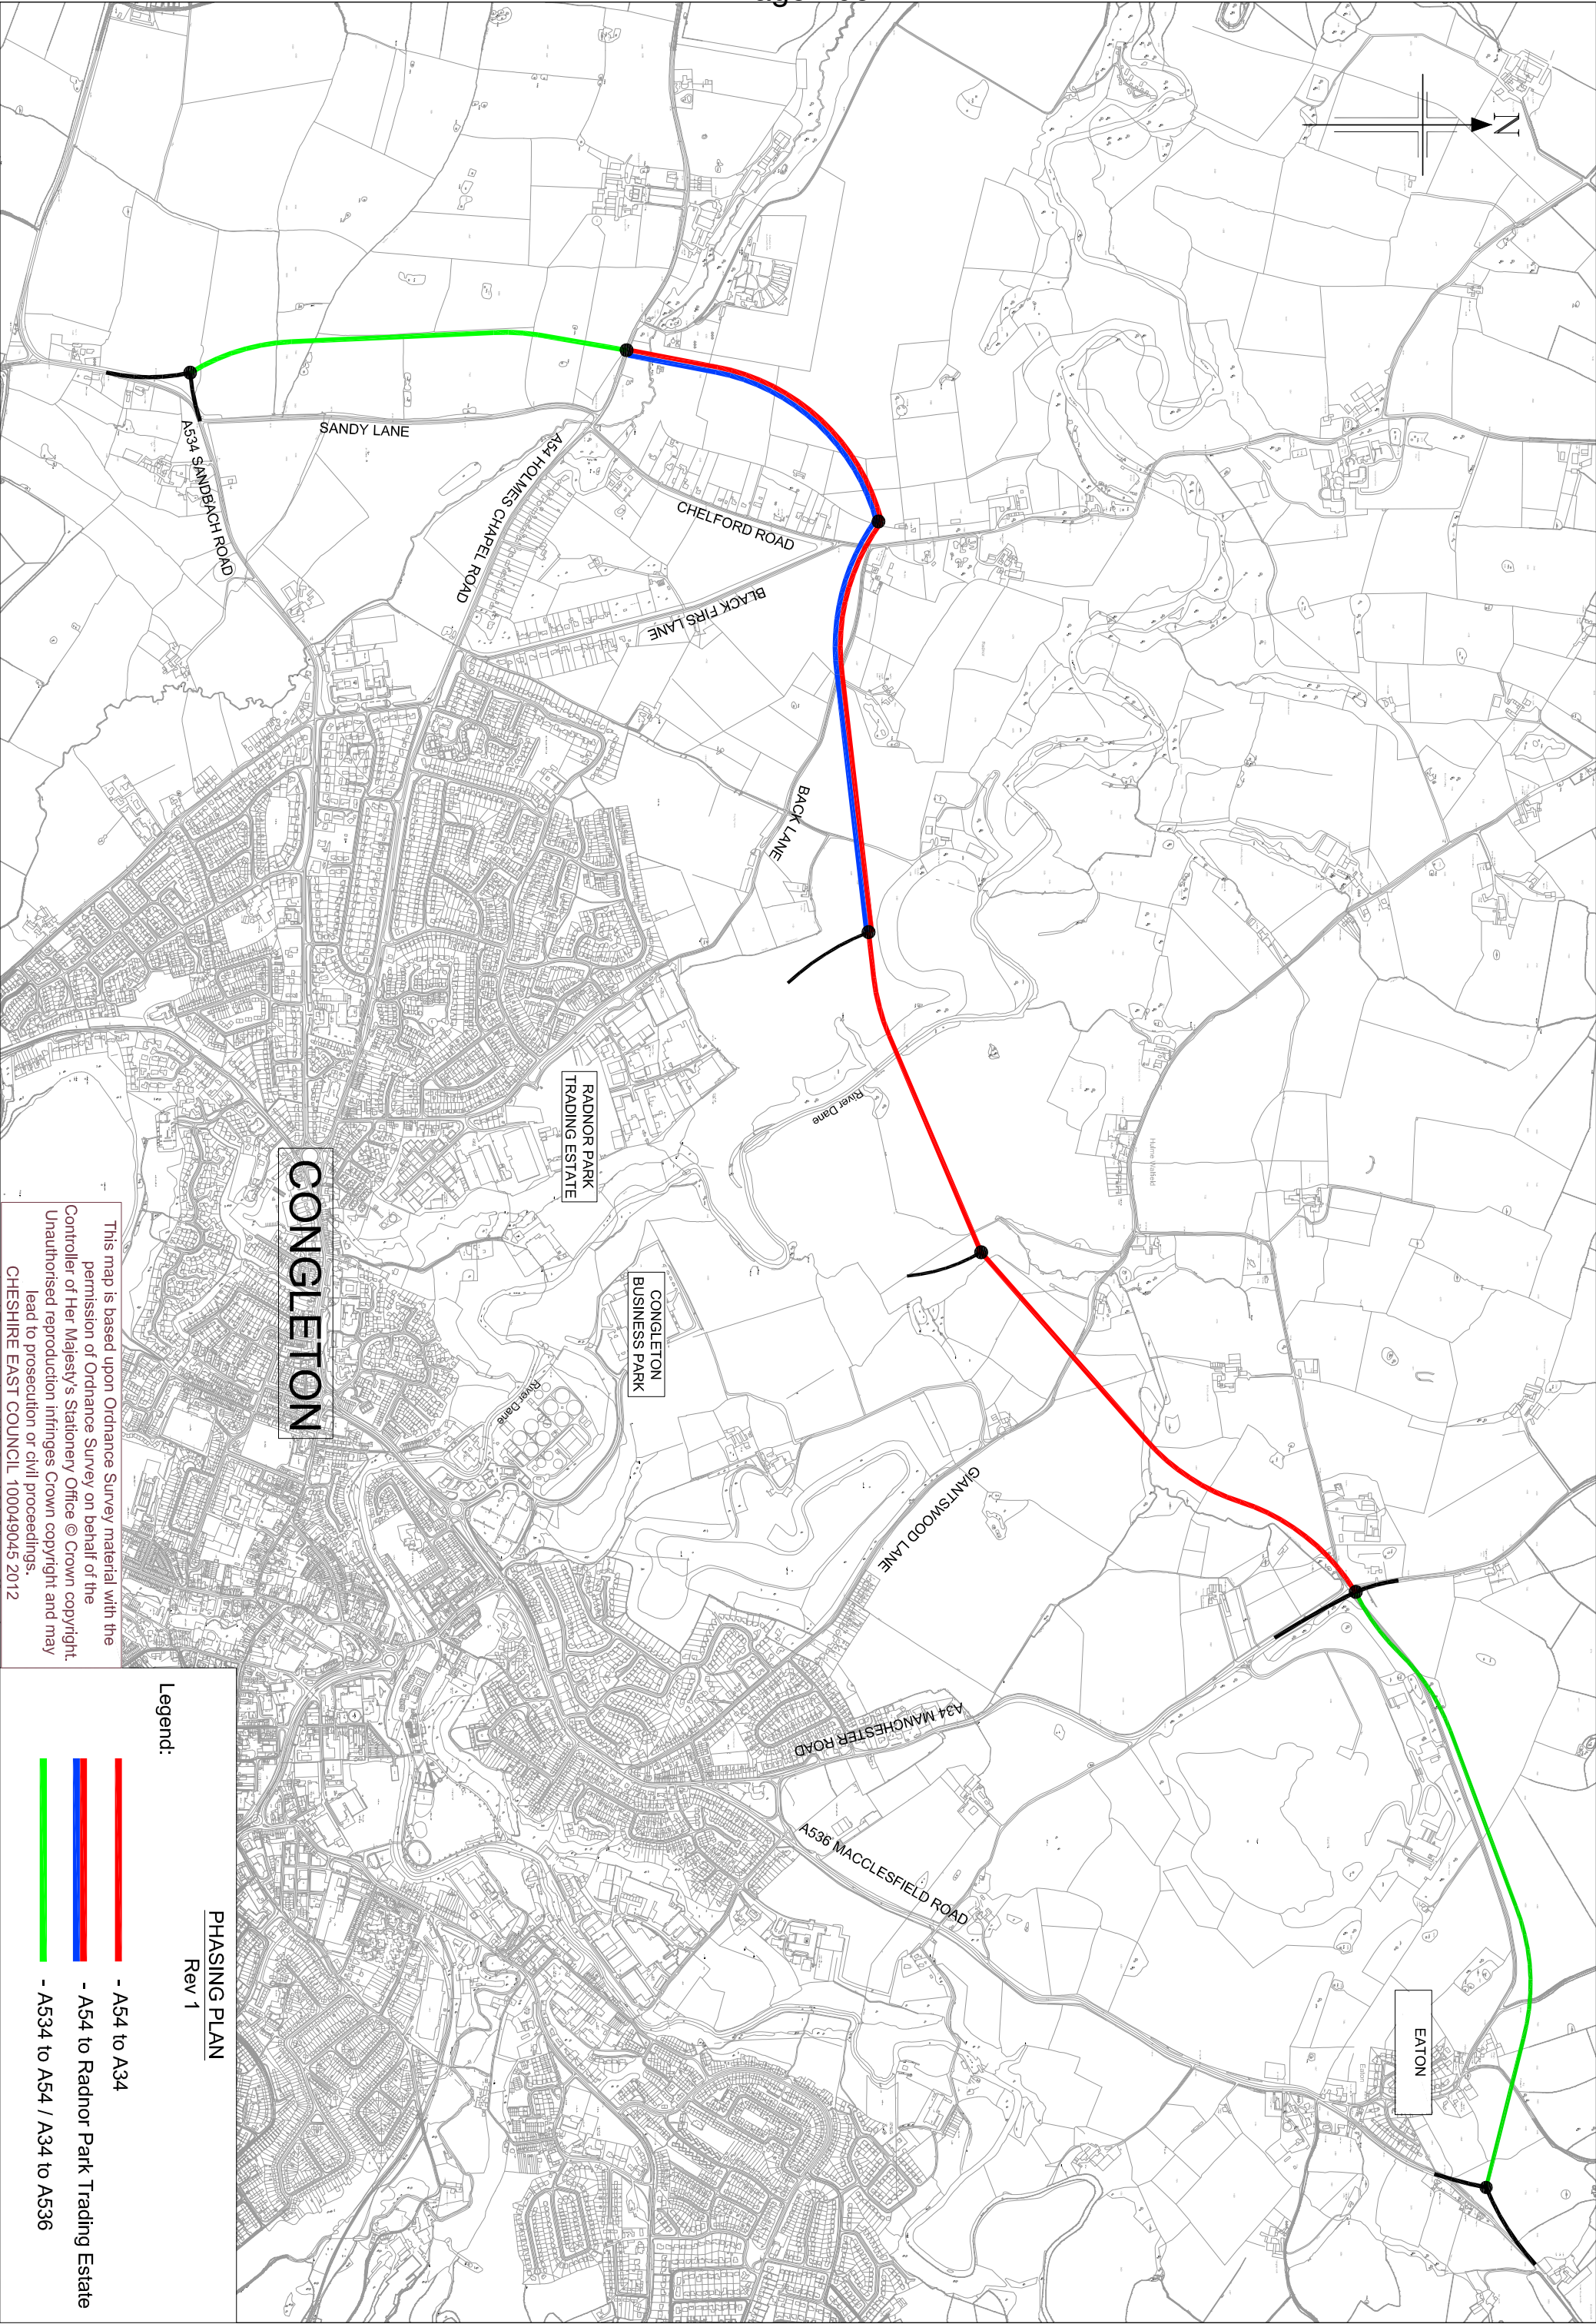 N
SANDY LANE
A534 SANDBACH ROAD
A54 HOLMES CHAPEL ROAD
CHELFORD ROAD
BLACK FIRS LANE
BACK LANE
River Dane
RADNOR PARK
TRADING ESTATE
CONGLETON
BUSINESS PARK
CONGLETON
River Dane
Hulme Walfield
GIANTSWOOD LANE
A34 MANCHESTER ROAD
A536 MACCLESFIELD ROAD
EATON
Eaton
This map is based upon Ordnance Survey material with the
permission of Ordnance Survey on behalf of the
Controller of Her Majesty's Stationery Office © Crown copyright.
Unauthorised reproduction infringes Crown copyright and may
lead to prosecution or civil proceedings.
CHESHIRE EAST COUNCIL 100049045 2012
PHASING PLAN
Rev 1
Legend:
- A54 to A34
- A54 to Radnor Park Trading Estate
- A534 to A54 / A34 to A536